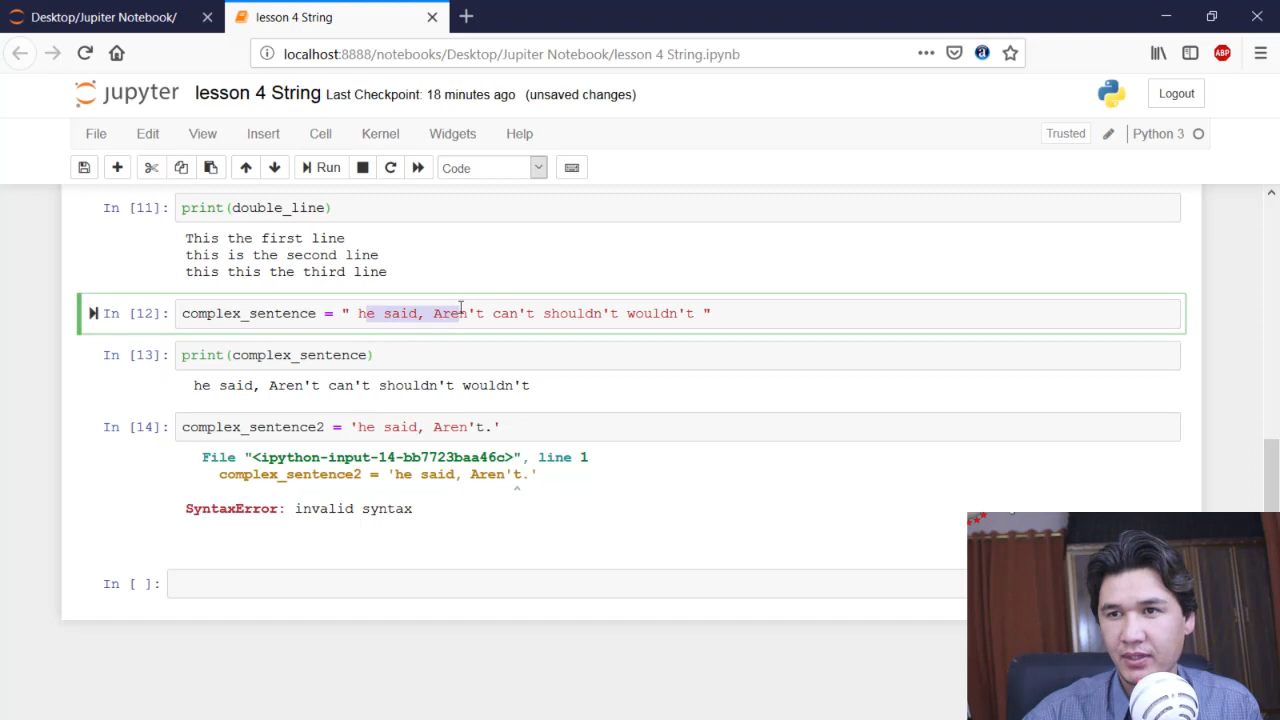 Desktop/Jupiter Notebook/
lesson 4 String
localhost:8888/notebooks/Desktop/Jupiter Notebook/lesson 4 String.ipynb
ABP
jupyter lesson 4 String Last Checkpoint: 18 minutes ago (unsaved changes)
Logout
File Edit View Insert Cell Kernel Widgets Help
Trusted Python 3
Run Code
In [11]: print(double_line)
This the first line
this is the second line
this this the third line
In [12]: complex_sentence = " he said, Aren't can't shouldn't wouldn't "
In [13]: print(complex_sentence)
he said, Aren't can't shouldn't wouldn't
In [14]: complex_sentence2 = 'he said, Aren't.'
File "<ipython-input-14-bb7723baa46c>", line 1
complex_sentence2 = 'he said, Aren't.'
^
SyntaxError: invalid syntax
In [ ]: